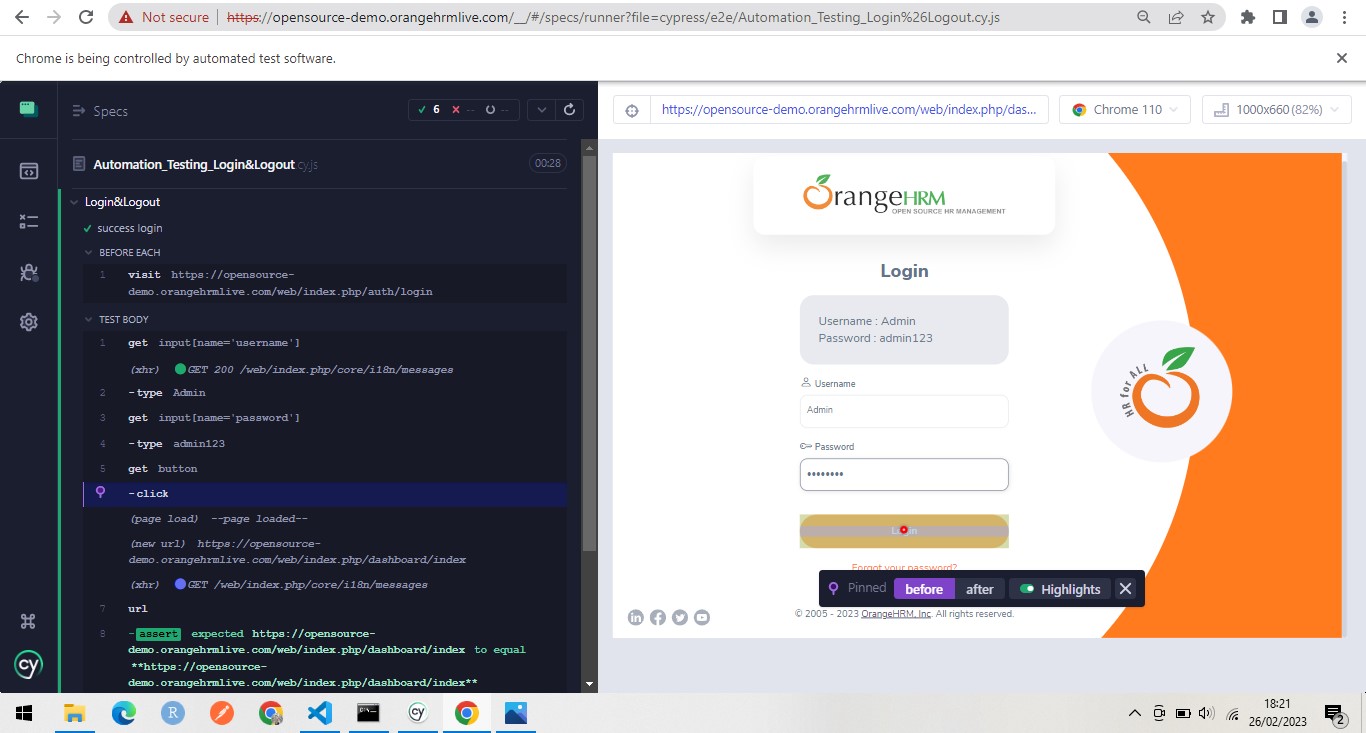 Not secure
https://opensource-demo.orangehrmlive.com/__/#/specs/runner?file=cypress/e2e/Automation_Testing_Login%26Logout.cy.js
Chrome is being controlled by automated test software.
Specs
6
--
--
Automation_Testing_Login&Logout.cy.js
00:28
Login&Logout
success login
BEFORE EACH
1 visit https://opensource-
demo.orangehrmlive.com/web/index.php/auth/login
TEST BODY
1 get input[name='username']
(xhr) GET 200 /web/index.php/core/i18n/messages
2 -type Admin
3 get input[name='password']
4 -type admin123
5 get button
-click
(page load) --page loaded--
(new url) https://opensource-
demo.orangehrmlive.com/web/index.php/dashboard/index
(xhr) GET /web/index.php/core/i18n/messages
7 url
8 -assert expected https://opensource-
demo.orangehrmlive.com/web/index.php/dashboard/index to equal
**https://opensource-
demo.orangehrmlive.com/web/index.php/dashboard/index**
cy
https://opensource-demo.orangehrmlive.com/web/index.php/das...
Chrome 110
1000x660 (82%)
OrangeHRM
OPEN SOURCE HR MANAGEMENT
Login
Username : Admin
Password : admin123
Username
Admin
Password
••••••••
Login
Forgot your password?
HR for ALL
Pinned before after Highlights
© 2005 - 2023 OrangeHRM, Inc. All rights reserved.
R
cy
18:21
26/02/2023
2